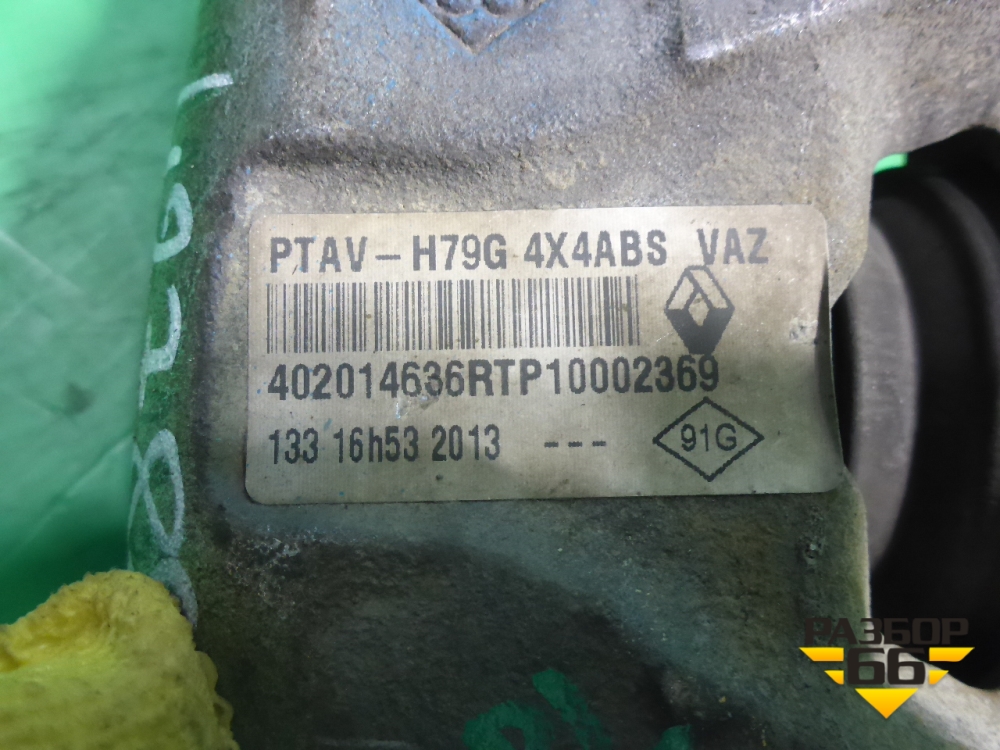 PTAV – H79G 4X4ABS VAZ
402014636RTP10002369
133 16h53 2013 ---
91G
РАЗБОР
66